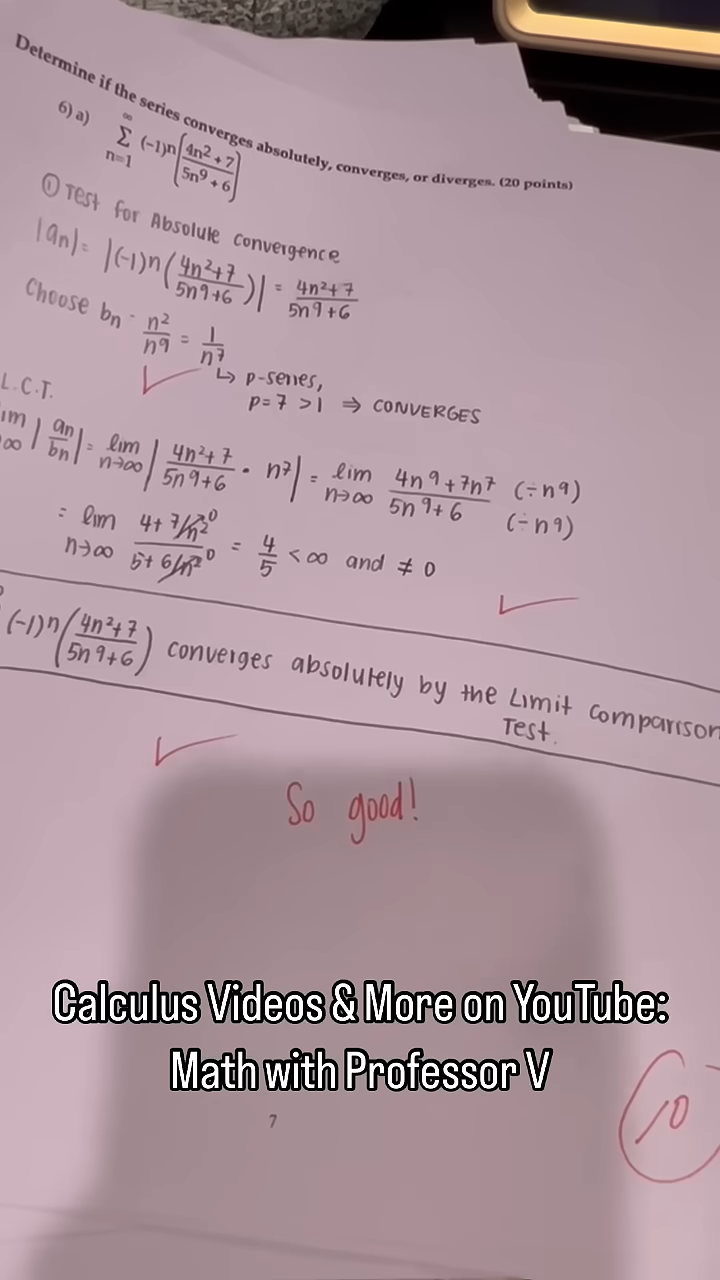 Determine if the series converges absolutely, converges, or diverges. (20 points)
6) a) ∞ Σ n=1 (-1)n(4n2+7 / 5n9+6)
① Test for Absolute Convergence
|an| = |(-1)n(4n2+7 / 5n9+6)| = 4n2+7 / 5n9+6
Choose bn = n2 / n9 = 1 / n7
↳ p-series,
p=7 >1 ⇒ CONVERGES
L.C.T.
∞ | an / bn | = lim n→∞ | 4n2+7 / 5n9+6 · n7 | = lim n→∞ 4n9+7n7 / 5n9+6 (÷n9) (÷n9)
= lim n→∞ 4+7/n2 0 / 5+6/n9 0 = 4/5 <∞ and ≠ 0
(-1)n(4n2+7 / 5n9+6) converges absolutely by the Limit Comparison
Test.
So good!
Calculus Videos & More on YouTube:
Math with Professor V
7
10